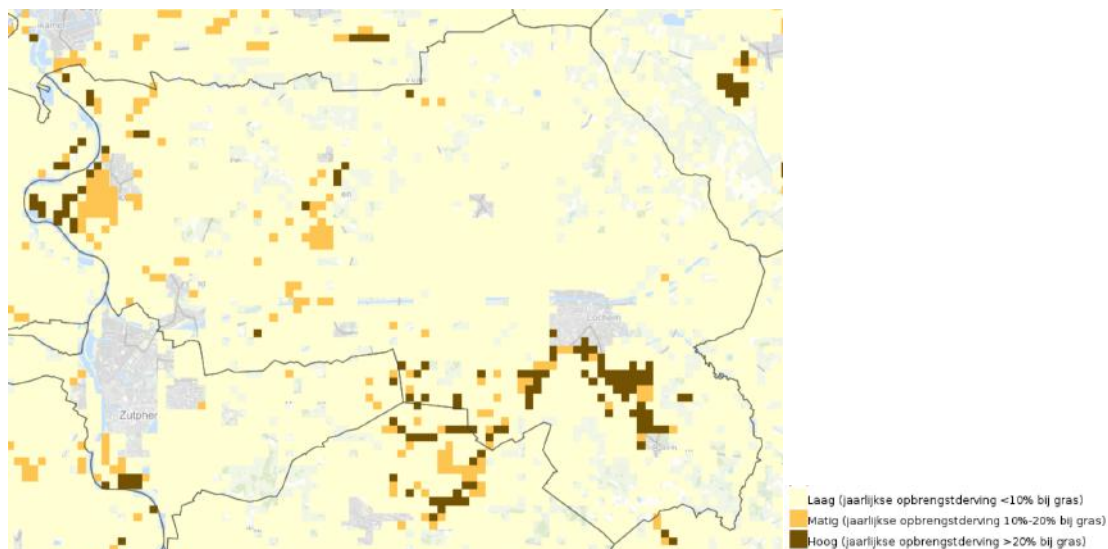 Lochem
Zutphen
Laag (jaarlijkse opbrengstderving <10% bij gras)
Matig (jaarlijkse opbrengstderving 10%-20% bij gras)
Hoog (jaarlijkse opbrengstderving >20% bij gras)